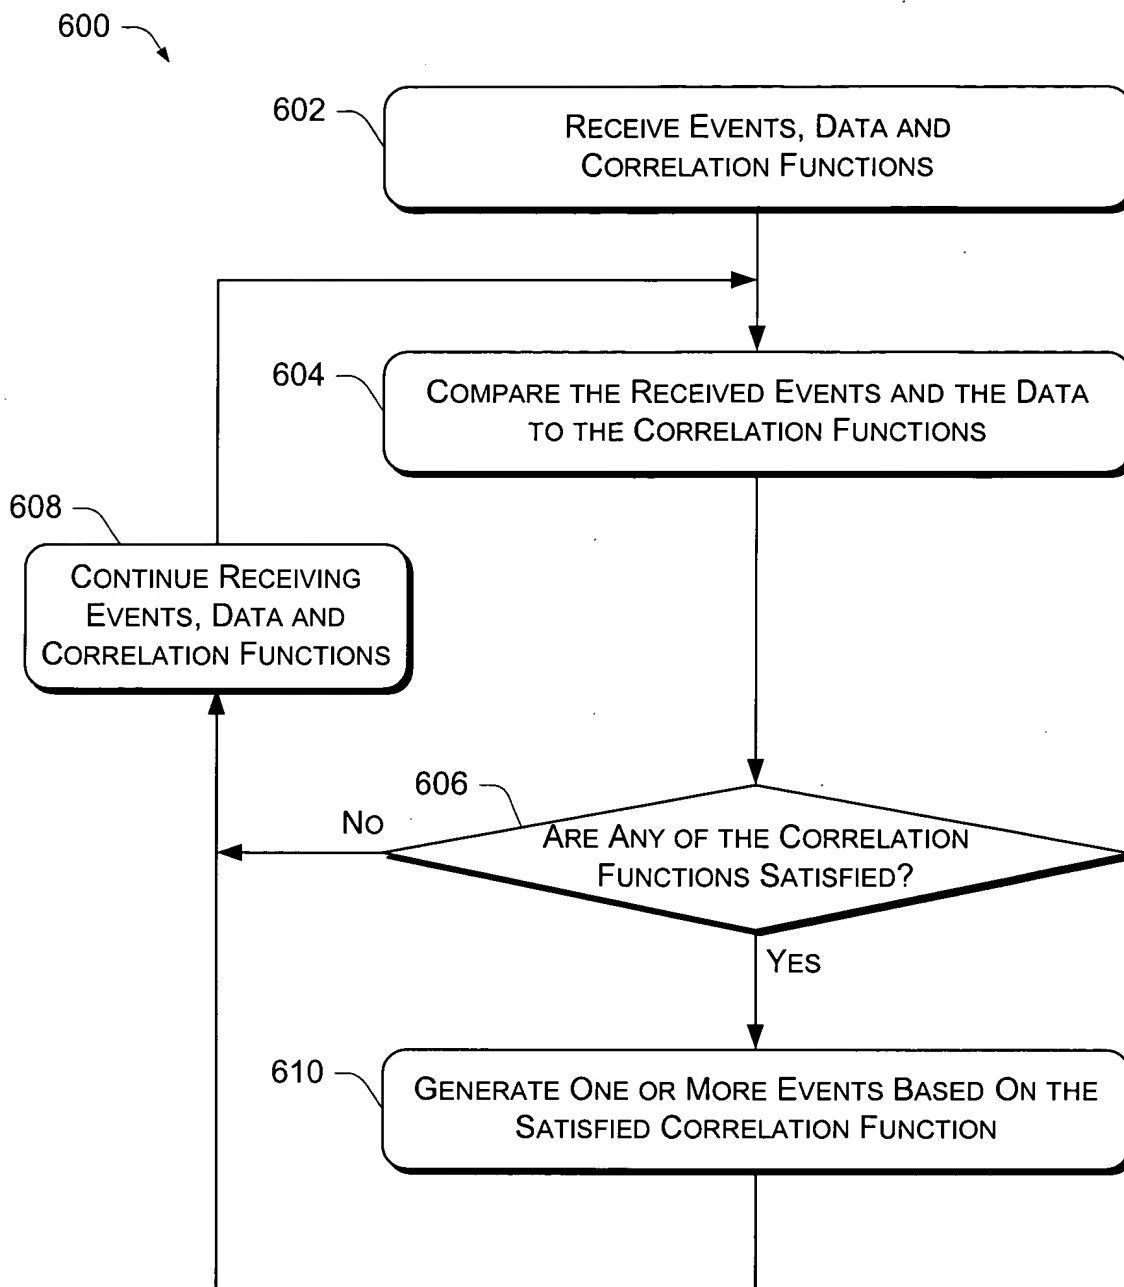 600
602
RECEIVE EVENTS, DATA AND
CORRELATION FUNCTIONS
604
COMPARE THE RECEIVED EVENTS AND THE DATA
TO THE CORRELATION FUNCTIONS
608
CONTINUE RECEIVING
EVENTS, DATA AND
CORRELATION FUNCTIONS
606
NO
ARE ANY OF THE CORRELATION
FUNCTIONS SATISFIED?
YES
610
GENERATE ONE OR MORE EVENTS BASED ON THE
SATISFIED CORRELATION FUNCTION